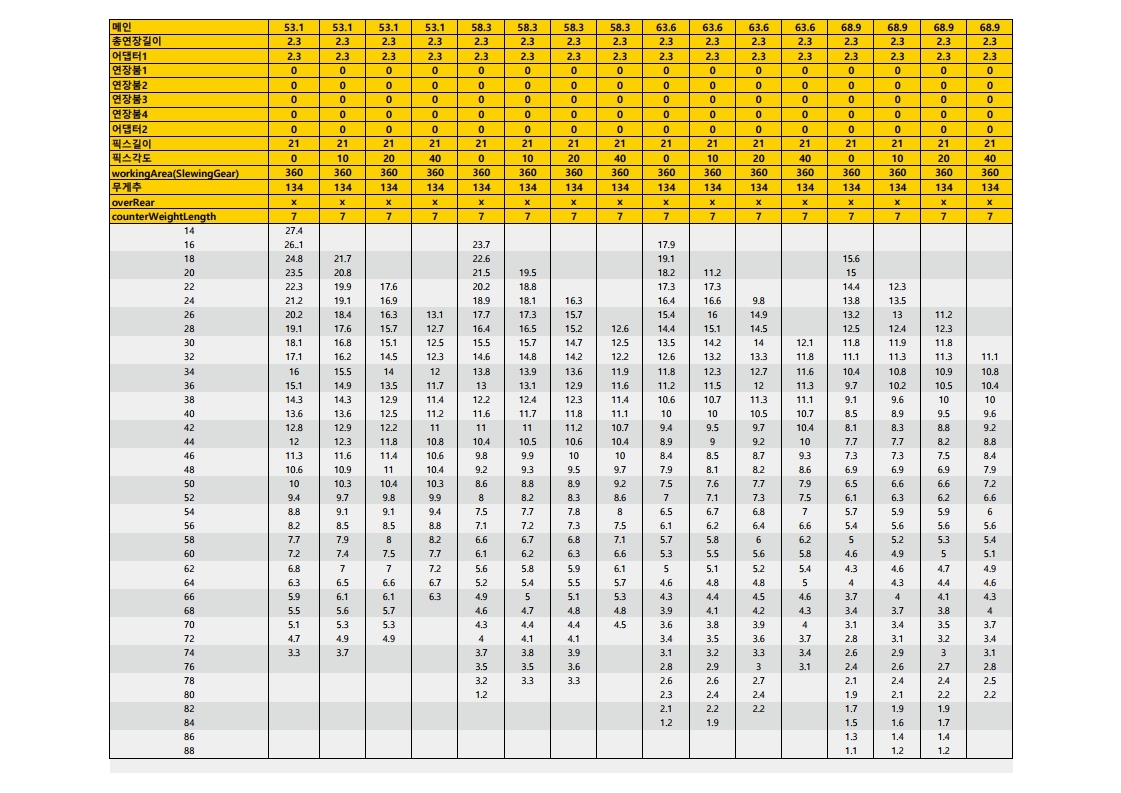 메인 53.1 53.1 53.1 53.1 58.3 58.3 58.3 58.3 63.6 63.6 63.6 63.6 68.9 68.9 68.9 68.9
총연장길이 2.3 2.3 2.3 2.3 2.3 2.3 2.3 2.3 2.3 2.3 2.3 2.3 2.3 2.3 2.3 2.3
어댑터1 2.3 2.3 2.3 2.3 2.3 2.3 2.3 2.3 2.3 2.3 2.3 2.3 2.3 2.3 2.3 2.3
연장붐1 0 0 0 0 0 0 0 0 0 0 0 0 0 0 0 0
연장붐2 0 0 0 0 0 0 0 0 0 0 0 0 0 0 0 0
연장붐3 0 0 0 0 0 0 0 0 0 0 0 0 0 0 0 0
연장붐4 0 0 0 0 0 0 0 0 0 0 0 0 0 0 0 0
어댑터2 0 0 0 0 0 0 0 0 0 0 0 0 0 0 0 0
픽스길이 21 21 21 21 21 21 21 21 21 21 21 21 21 21 21 21
픽스각도 0 10 20 40 0 10 20 40 0 10 20 40 0 10 20 40
workingArea(SlewingGear) 360 360 360 360 360 360 360 360 360 360 360 360 360 360 360 360
무게추 134 134 134 134 134 134 134 134 134 134 134 134 134 134 134 134
overRear x x x x x x x x x x x x x x x x
counterWeightLength 7 7 7 7 7 7 7 7 7 7 7 7 7 7 7 7
14 27.4
16 26..1 23.7 17.9
18 24.8 21.7 22.6 19.1 15.6
20 23.5 20.8 21.5 19.5 18.2 11.2 15
22 22.3 19.9 17.6 20.2 18.8 17.3 17.3 14.4 12.3
24 21.2 19.1 16.9 18.9 18.1 16.3 16.4 16.6 9.8 13.8 13.5
26 20.2 18.4 16.3 13.1 17.7 17.3 15.7 15.4 16 14.9 13.2 13 11.2
28 19.1 17.6 15.7 12.7 16.4 16.5 15.2 12.6 14.4 15.1 14.5 12.5 12.4 12.3
30 18.1 16.8 15.1 12.5 15.5 15.7 14.7 12.5 13.5 14.2 14 12.1 11.8 11.9 11.8
32 17.1 16.2 14.5 12.3 14.6 14.8 14.2 12.2 12.6 13.2 13.3 11.8 11.1 11.3 11.3 11.1
34 16 15.5 14 12 13.8 13.9 13.6 11.9 11.8 12.3 12.7 11.6 10.4 10.8 10.9 10.8
36 15.1 14.9 13.5 11.7 13 13.1 12.9 11.6 11.2 11.5 12 11.3 9.7 10.2 10.5 10.4
38 14.3 14.3 12.9 11.4 12.2 12.4 12.3 11.4 10.6 10.7 11.3 11.1 9.1 9.6 10 10
40 13.6 13.6 12.5 11.2 11.6 11.7 11.8 11.1 10 10 10.5 10.7 8.5 8.9 9.5 9.6
42 12.8 12.9 12.2 11 11 11 11.2 10.7 9.4 9.5 9.7 10.4 8.1 8.3 8.8 9.2
44 12 12.3 11.8 10.8 10.4 10.5 10.6 10.4 8.9 9 9.2 10 7.7 7.7 8.2 8.8
46 11.3 11.6 11.4 10.6 9.8 9.9 10 10 8.4 8.5 8.7 9.3 7.3 7.3 7.5 8.4
48 10.6 10.9 11 10.4 9.2 9.3 9.5 9.7 7.9 8.1 8.2 8.6 6.9 6.9 6.9 7.9
50 10 10.3 10.4 10.3 8.6 8.8 8.9 9.2 7.5 7.6 7.7 7.9 6.5 6.6 6.6 7.2
52 9.4 9.7 9.8 9.9 8 8.2 8.3 8.6 7 7.1 7.3 7.5 6.1 6.3 6.2 6.6
54 8.8 9.1 9.1 9.4 7.5 7.7 7.8 8 6.5 6.7 6.8 7 5.7 5.9 5.9 6
56 8.2 8.5 8.5 8.8 7.1 7.2 7.3 7.5 6.1 6.2 6.4 6.6 5.4 5.6 5.6 5.6
58 7.7 7.9 8 8.2 6.6 6.7 6.8 7.1 5.7 5.8 6 6.2 5 5.2 5.3 5.4
60 7.2 7.4 7.5 7.7 6.1 6.2 6.3 6.6 5.3 5.5 5.6 5.8 4.6 4.9 5 5.1
62 6.8 7 7 7.2 5.6 5.8 5.9 6.1 5 5.1 5.2 5.4 4.3 4.6 4.7 4.9
64 6.3 6.5 6.6 6.7 5.2 5.4 5.5 5.7 4.6 4.8 4.8 5 4 4.3 4.4 4.6
66 5.9 6.1 6.1 6.3 4.9 5 5.1 5.3 4.3 4.4 4.5 4.6 3.7 4 4.1 4.3
68 5.5 5.6 5.7 4.6 4.7 4.8 4.8 3.9 4.1 4.2 4.3 3.4 3.7 3.8 4
70 5.1 5.3 5.3 4.3 4.4 4.4 4.5 3.6 3.8 3.9 4 3.1 3.4 3.5 3.7
72 4.7 4.9 4.9 4 4.1 4.1 3.4 3.5 3.6 3.7 2.8 3.1 3.2 3.4
74 3.3 3.7 3.7 3.8 3.9 3.1 3.2 3.3 3.4 2.6 2.9 3 3.1
76 3.5 3.5 3.6 2.8 2.9 3 3.1 2.4 2.6 2.7 2.8
78 3.2 3.3 3.3 2.6 2.6 2.7 2.1 2.4 2.4 2.5
80 1.2 2.3 2.4 2.4 1.9 2.1 2.2 2.2
82 2.1 2.2 2.2 1.7 1.9 1.9
84 1.2 1.9 1.5 1.6 1.7
86 1.3 1.4 1.4
88 1.1 1.2 1.2